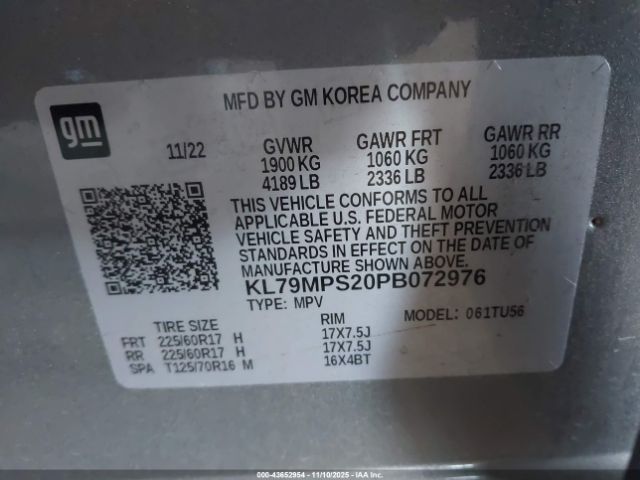 MFD BY GM KOREA COMPANY
gm
11/22
GVWR GAWR FRT GAWR RR
1900 KG 1060 KG 1060 KG
4189 LB 2336 LB 2336 LB
THIS VEHICLE CONFORMS TO ALL
APPLICABLE U.S. FEDERAL MOTOR
VEHICLE SAFETY AND THEFT PREVENTION
STANDARDS IN EFFECT ON THE DATE OF
MANUFACTURE SHOWN ABOVE.
KL79MPS20PB072976
TYPE: MPV MODEL: 061TU56
TIRE SIZE RIM
FRT 225/60R17 H 17X7.5J
RR 225/60R17 H 17X7.5J
SPA T125/70R16 M 16X4BT
000-43652954 - 11/10/2025 - IAA, Inc.